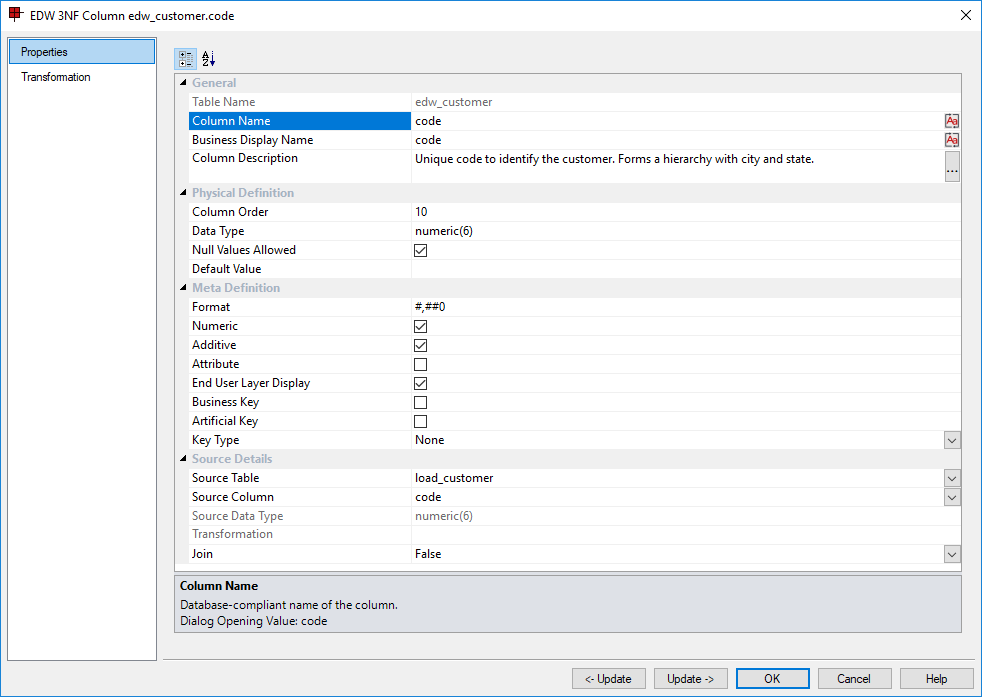 EDW 3NF Column edw_customer.code
Properties
Transformation
General
Table Name edw_customer
Column Name code
Business Display Name code
Column Description Unique code to identify the customer. Forms a hierarchy with city and state.
...
Physical Definition
Column Order 10
Data Type numeric(6)
Null Values Allowed
Default Value
Meta Definition
Format #,##0
Numeric
Additive
Attribute
End User Layer Display
Business Key
Artificial Key
Key Type None
Source Details
Source Table load_customer
Source Column code
Source Data Type numeric(6)
Transformation
Join False
Column Name
Database-compliant name of the column.
Dialog Opening Value: code
<- Update Update -> OK Cancel Help